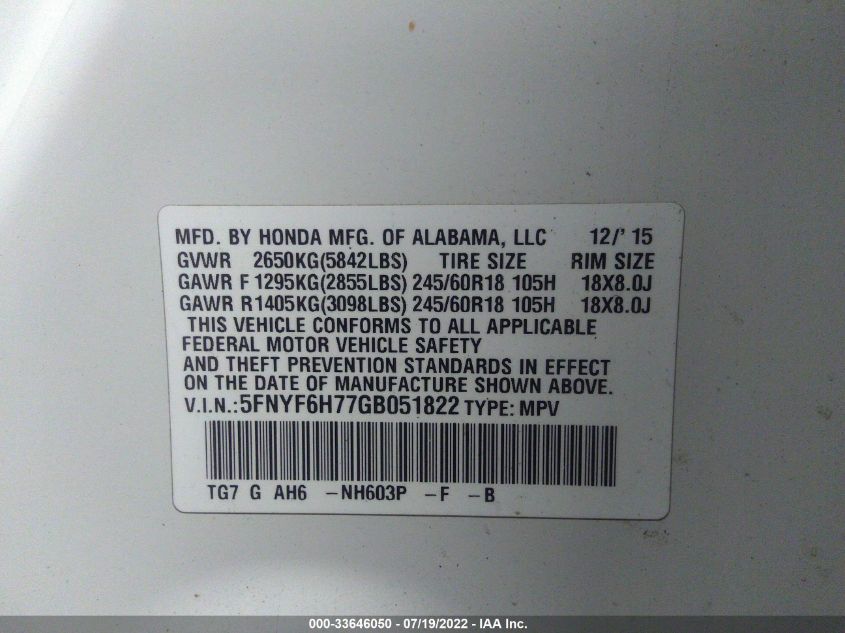 MFD. BY HONDA MFG. OF ALABAMA, LLC 12/'15
GVWR 2650KG(5842LBS) TIRE SIZE RIM SIZE
GAWR F 1295KG(2855LBS) 245/60R18 105H 18X8.0J
GAWR R1405KG(3098LBS) 245/60R18 105H 18X8.0J
THIS VEHICLE CONFORMS TO ALL APPLICABLE
FEDERAL MOTOR VEHICLE SAFETY
AND THEFT PREVENTION STANDARDS IN EFFECT
ON THE DATE OF MANUFACTURE SHOWN ABOVE.
V.I.N.:5FNYF6H77GB051822 TYPE: MPV
TG7 G AH6 -NH603P -F -B
000-33646050 - 07/19/2022 - IAA Inc.